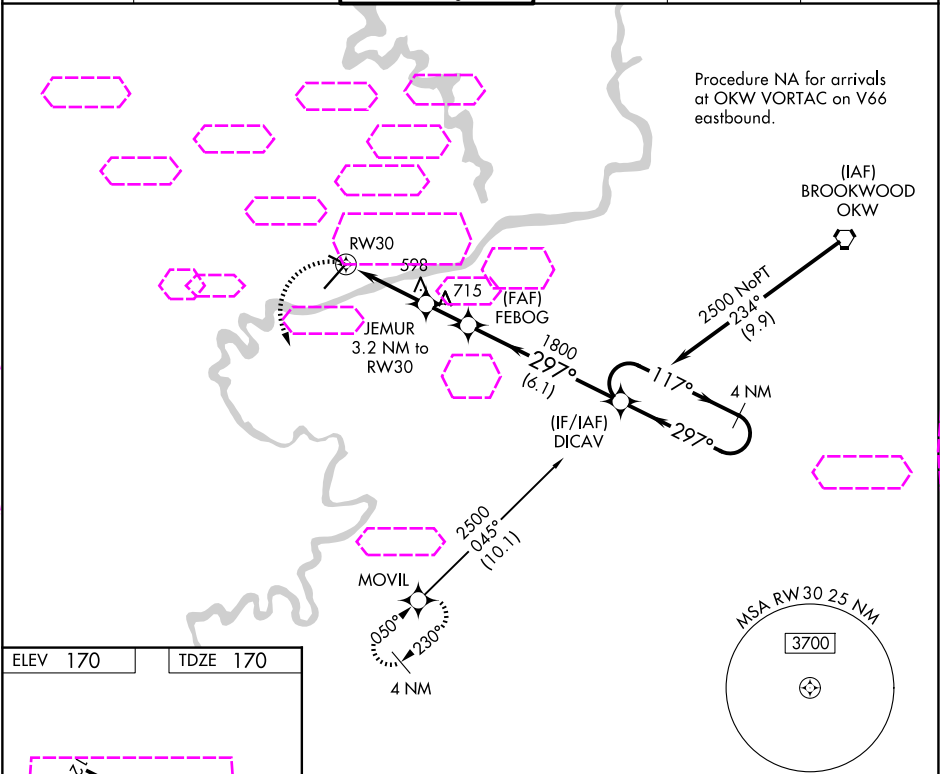 Procedure NA for arrivals
at OKW VORTAC on V66
eastbound.
(IAF)
BROOKWOOD
OKW
RW30
598
715
(FAF)
FEBOG
JEMUR
3.2 NM to
RW30
2500 NoPT
234°
(9.9)
1800
297°
(6.1)
117°
4 NM
297°
(IF/IAF)
DICAV
2500
045°
(10.1)
MOVIL
050°
230°
4 NM
MSA RW30 25 NM
3700
ELEV 170
TDZE 170
12